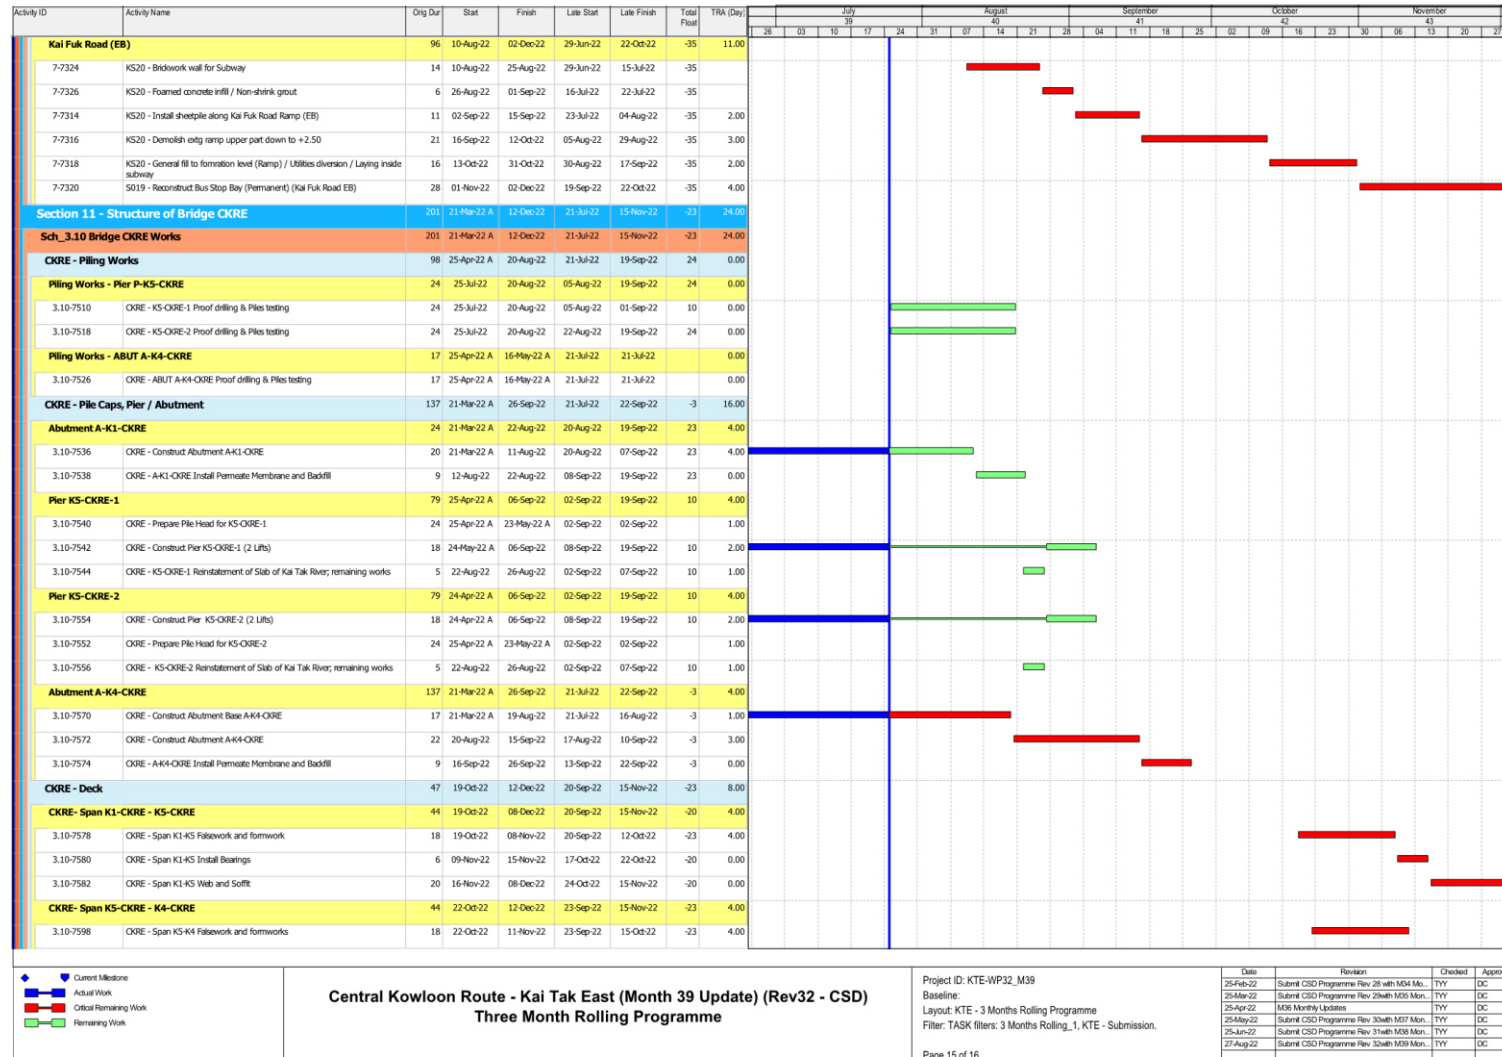 Activity ID Activity Name Orig Dur Start Finish Late Start Late Finish Total Float TRA (Day) July August September October November
39 40 41 42 43
26 03 10 17 24 31 07 14 21 28 04 11 18 25 02 09 16 23 30 06 13 20 27
Kai Fuk Road (EB) 96 10-Aug-22 02-Dec-22 29-Jun-22 22-Oct-22 -35 11.00
7-7324 KS20 - Brickwork wall for Subway 14 10-Aug-22 25-Aug-22 29-Jun-22 15-Jul-22 -35
7-7326 KS20 - Foamed concrete infill / Non-shrink grout 6 26-Aug-22 01-Sep-22 16-Jul-22 22-Jul-22 -35
7-7314 KS20 - Install sheetpile along Kai Fuk Road Ramp (EB) 11 02-Sep-22 15-Sep-22 23-Jul-22 04-Aug-22 -35 2.00
7-7316 KS20 - Demolish extg ramp upper part down to +2.50 21 16-Sep-22 12-Oct-22 05-Aug-22 29-Aug-22 -35 3.00
7-7318 KS20 - General fill to fomration level (Ramp) / Utilities diversion / Laying inside subway 16 13-Oct-22 31-Oct-22 30-Aug-22 17-Sep-22 -35 2.00
7-7320 S019 - Reconstruct Bus Stop Bay (Permanent) (Kai Fuk Road EB) 28 01-Nov-22 02-Dec-22 19-Sep-22 22-Oct-22 -35 4.00
Section 11 - Structure of Bridge CKRE 201 21-Mar-22 A 12-Dec-22 21-Jul-22 15-Nov-22 -23 24.00
Sch_3.10 Bridge CKRE Works 201 21-Mar-22 A 12-Dec-22 21-Jul-22 15-Nov-22 -23 24.00
CKRE - Piling Works 98 25-Apr-22 A 20-Aug-22 21-Jul-22 19-Sep-22 24 0.00
Piling Works - Pier P-K5-CKRE 24 25-Jul-22 20-Aug-22 05-Aug-22 19-Sep-22 24 0.00
3.10-7510 CKRE - K5-CKRE-1 Proof drilling & Piles testing 24 25-Jul-22 20-Aug-22 05-Aug-22 01-Sep-22 10 0.00
3.10-7518 CKRE - K5-CKRE-2 Proof drilling & Piles testing 24 25-Jul-22 20-Aug-22 22-Aug-22 19-Sep-22 24 0.00
Piling Works - ABUT A-K4-CKRE 17 25-Apr-22 A 16-May-22 A 21-Jul-22 21-Jul-22 0.00
3.10-7526 CKRE - ABUT A-K4-CKRE Proof drilling & Piles testing 17 25-Apr-22 A 16-May-22 A 21-Jul-22 21-Jul-22 0.00
CKRE - Pile Caps, Pier / Abutment 137 21-Mar-22 A 26-Sep-22 21-Jul-22 22-Sep-22 -3 16.00
Abutment A-K1-CKRE 24 21-Mar-22 A 22-Aug-22 20-Aug-22 19-Sep-22 23 4.00
3.10-7536 CKRE - Construct Abutment A-K1-CKRE 20 21-Mar-22 A 11-Aug-22 20-Aug-22 07-Sep-22 23 4.00
3.10-7538 CKRE - A-K1-CKRE Install Permeate Membrane and Backfill 9 12-Aug-22 22-Aug-22 08-Sep-22 19-Sep-22 23 0.00
Pier K5-CKRE-1 79 25-Apr-22 A 06-Sep-22 02-Sep-22 19-Sep-22 10 4.00
3.10-7540 CKRE - Prepare Pile Head for K5-CKRE-1 24 25-Apr-22 A 23-May-22 A 02-Sep-22 02-Sep-22 1.00
3.10-7542 CKRE - Construct Pier K5-CKRE-1 (2 Lifts) 18 24-May-22 A 06-Sep-22 08-Sep-22 19-Sep-22 10 2.00
3.10-7544 CKRE - K5-CKRE-1 Reinstatement of Slab of Kai Tak River; remaining works 5 22-Aug-22 26-Aug-22 02-Sep-22 07-Sep-22 10 1.00
Pier K5-CKRE-2 79 24-Apr-22 A 06-Sep-22 02-Sep-22 19-Sep-22 10 4.00
3.10-7554 CKRE - Construct Pier K5-CKRE-2 (2 Lifts) 18 24-Apr-22 A 06-Sep-22 08-Sep-22 19-Sep-22 10 2.00
3.10-7552 CKRE - Prepare Pile Head for K5-CKRE-2 24 25-Apr-22 A 23-May-22 A 02-Sep-22 02-Sep-22 1.00
3.10-7556 CKRE - K5-CKRE-2 Reinstatement of Slab of Kai Tak River; remaining works 5 22-Aug-22 26-Aug-22 02-Sep-22 07-Sep-22 10 1.00
Abutment A-K4-CKRE 137 21-Mar-22 A 26-Sep-22 21-Jul-22 22-Sep-22 -3 4.00
3.10-7570 CKRE - Construct Abutment Base A-K4-CKRE 17 21-Mar-22 A 19-Aug-22 21-Jul-22 16-Aug-22 -3 1.00
3.10-7572 CKRE - Construct Abutment A-K4-CKRE 22 20-Aug-22 15-Sep-22 17-Aug-22 10-Sep-22 -3 3.00
3.10-7574 CKRE - A-K4-CKRE Install Permeate Membrane and Backfill 9 16-Sep-22 26-Sep-22 13-Sep-22 22-Sep-22 -3 0.00
CKRE - Deck 47 19-Oct-22 12-Dec-22 20-Sep-22 15-Nov-22 -23 8.00
CKRE- Span K1-CKRE - K5-CKRE 44 19-Oct-22 08-Dec-22 20-Sep-22 15-Nov-22 -20 4.00
3.10-7578 CKRE - Span K1-K5 Falsework and formwork 18 19-Oct-22 08-Nov-22 20-Sep-22 12-Oct-22 -23 4.00
3.10-7580 CKRE - Span K1-K5 Install Bearings 6 09-Nov-22 15-Nov-22 17-Oct-22 22-Oct-22 -20 0.00
3.10-7582 CKRE - Span K1-K5 Web and Soffit 20 16-Nov-22 08-Dec-22 24-Oct-22 15-Nov-22 -20 0.00
CKRE- Span K5-CKRE - K4-CKRE 44 22-Oct-22 12-Dec-22 23-Sep-22 15-Nov-22 -23 4.00
3.10-7598 CKRE - Span K5-K4 Falsework and formworks 18 22-Oct-22 11-Nov-22 23-Sep-22 15-Oct-22 -23 4.00
Current Milestone
Actual Work
Critical Remaining Work
Remaining Work
Central Kowloon Route - Kai Tak East (Month 39 Update) (Rev32 - CSD)
Three Month Rolling Programme
Project ID: KTE-WP32_M39
Baseline:
Layout: KTE - 3 Months Rolling Programme
Filter: TASK filters: 3 Months Rolling_1, KTE - Submission.
Page 15 of 16
Date Revision Checked Appro
25-Feb-22 Submit CSD Programme Rev 28 with M34 Mo... TYY DC
25-Mar-22 Submit CSD Programme Rev 29with M35 Mon... TYY DC
25-Apr-22 M36 Monthly Updates TYY DC
25-May-22 Submit CSD Programme Rev 30with M37 Mon... TYY DC
25-Jun-22 Submit CSD Programme Rev 31with M38 Mon... TYY DC
27-Aug-22 Submit CSD Programme Rev 32with M39 Mon... TYY DC